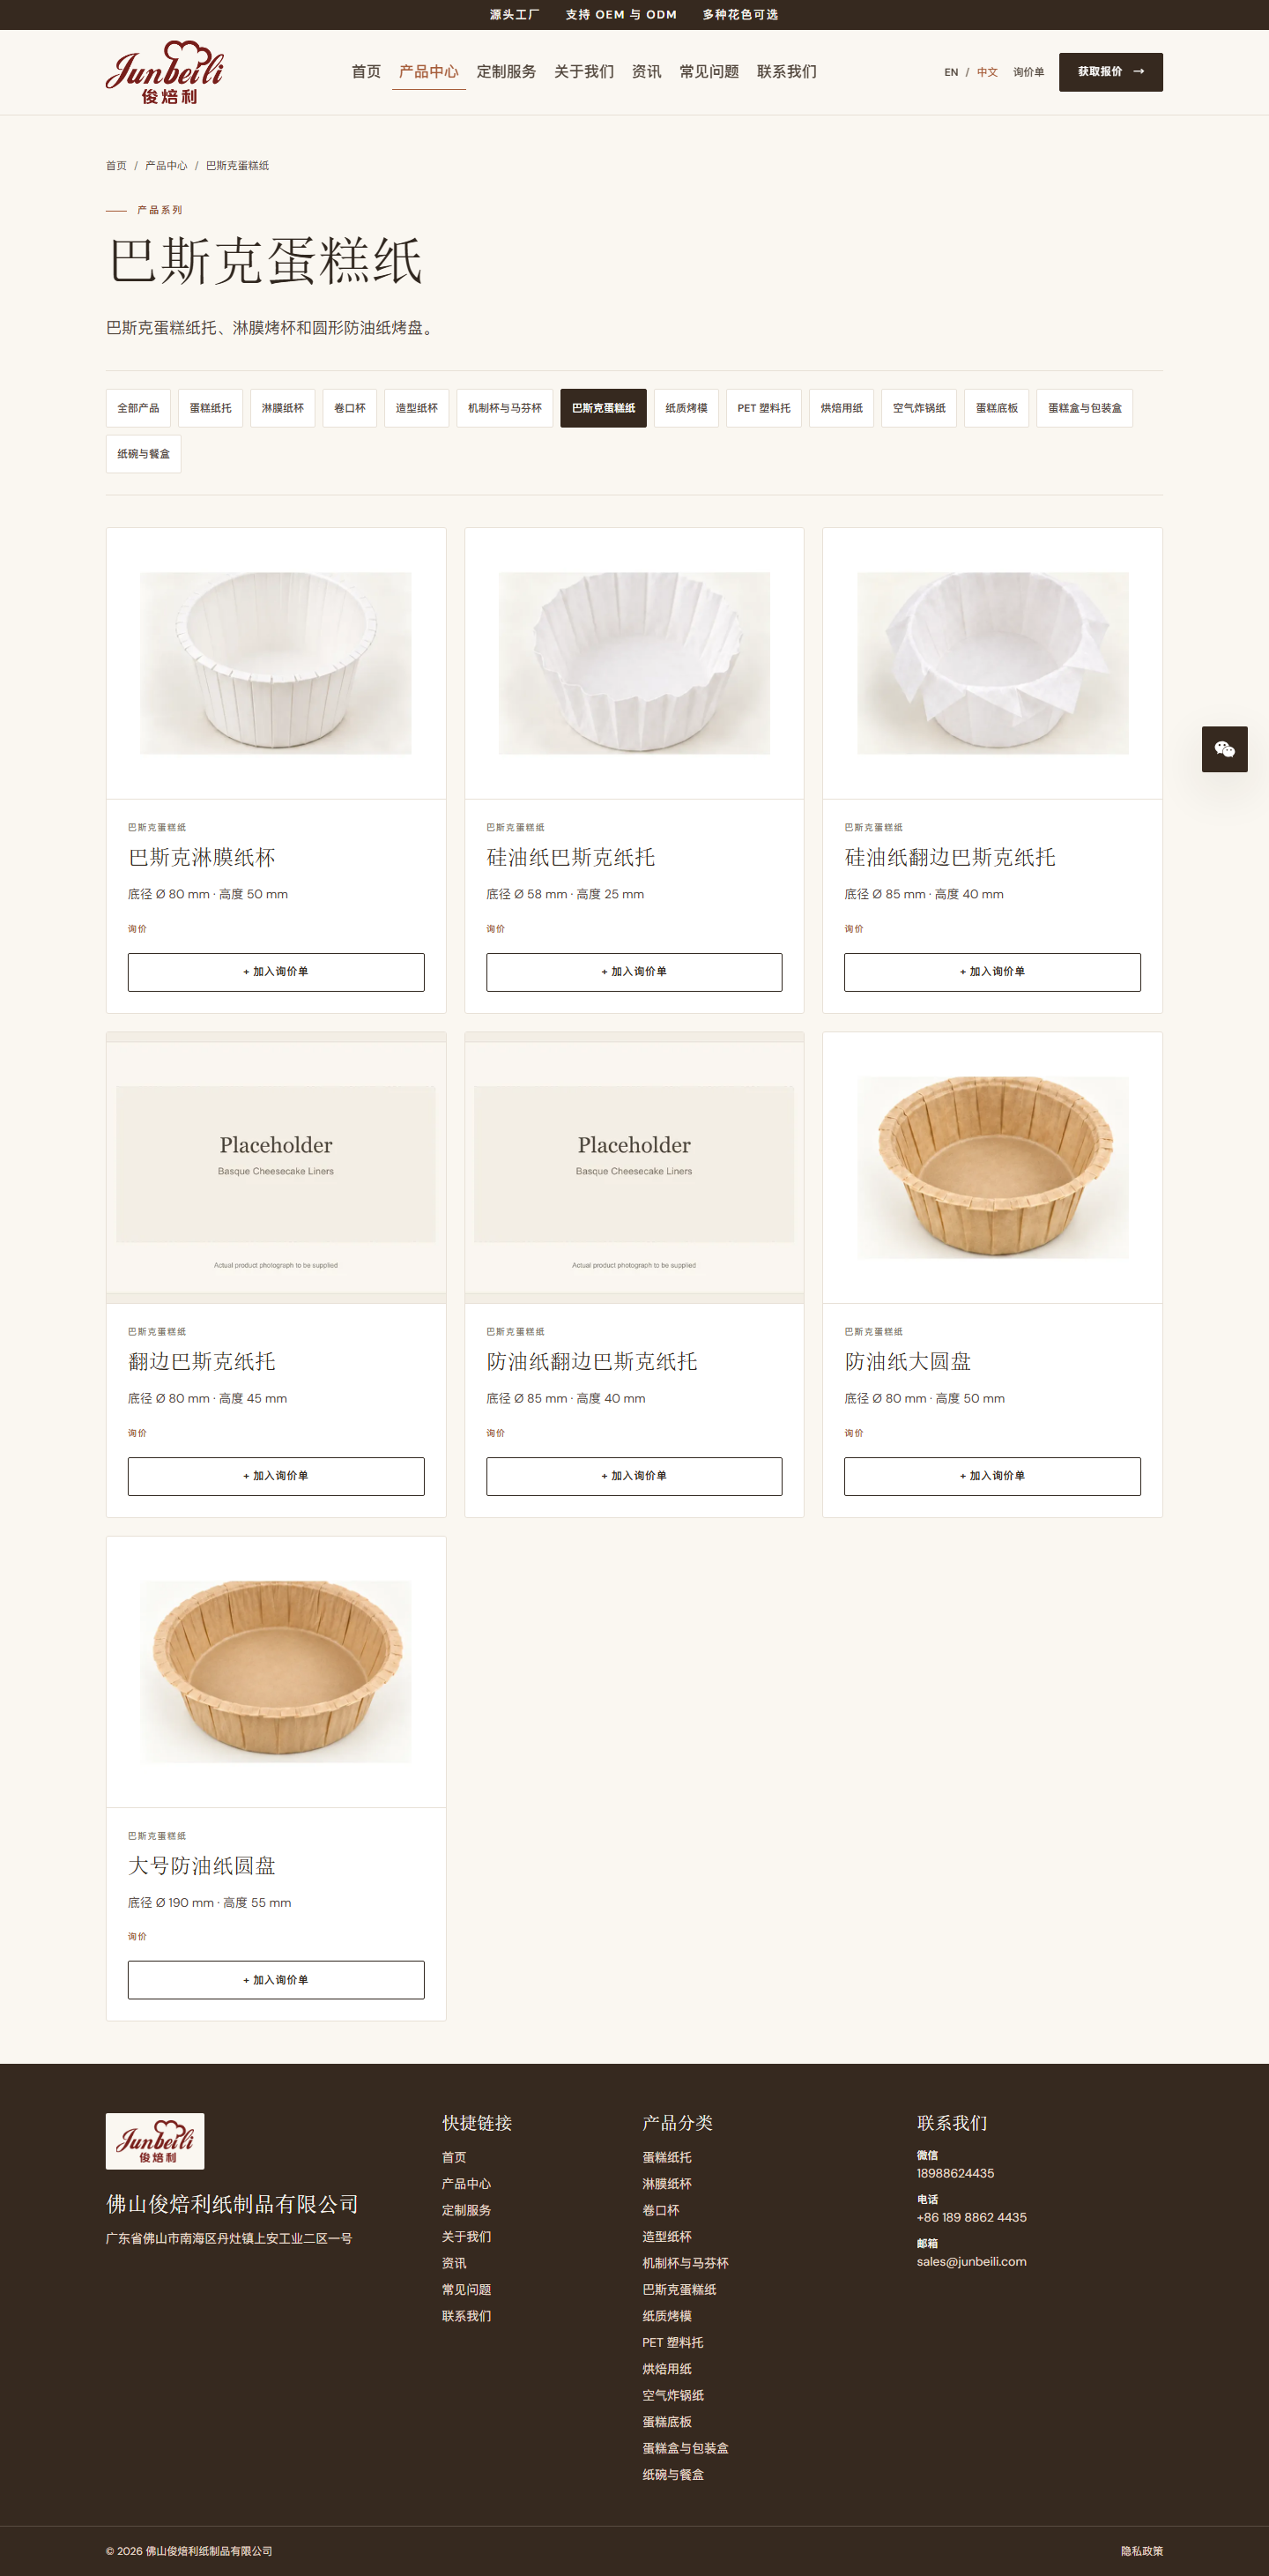 源头工厂 支持 OEM 与 ODM 多种花色可选
Junbeili
俊焙利
首页 产品中心 定制服务 关于我们 资讯 常见问题 联系我们 EN / 中文 询价单 获取报价 →
首页 / 产品中心 / 巴斯克蛋糕纸
产品系列
巴斯克蛋糕纸
巴斯克蛋糕纸托、淋膜烤杯和圆形防油纸烤盘。
全部产品 蛋糕纸托 淋膜纸杯 卷口杯 造型纸杯 机制杯与马芬杯 巴斯克蛋糕纸 纸质烤模 PET 塑料托 烘焙用纸 空气炸锅纸 蛋糕底板 蛋糕盒与包装盒
纸碗与餐盒
巴斯克蛋糕纸
巴斯克淋膜纸杯
底径 Ø 80 mm · 高度 50 mm
询价
+ 加入询价单
巴斯克蛋糕纸
硅油纸巴斯克纸托
底径 Ø 58 mm · 高度 25 mm
询价
+ 加入询价单
巴斯克蛋糕纸
硅油纸翻边巴斯克纸托
底径 Ø 85 mm · 高度 40 mm
询价
+ 加入询价单
Placeholder
Basque Cheesecake Liners
Actual product photograph to be supplied
巴斯克蛋糕纸
翻边巴斯克纸托
底径 Ø 80 mm · 高度 45 mm
询价
+ 加入询价单
Placeholder
Basque Cheesecake Liners
Actual product photograph to be supplied
巴斯克蛋糕纸
防油纸翻边巴斯克纸托
底径 Ø 85 mm · 高度 40 mm
询价
+ 加入询价单
巴斯克蛋糕纸
防油纸大圆盘
底径 Ø 80 mm · 高度 50 mm
询价
+ 加入询价单
巴斯克蛋糕纸
大号防油纸圆盘
底径 Ø 190 mm · 高度 55 mm
询价
+ 加入询价单
Junbeili
俊焙利
佛山俊焙利纸制品有限公司
广东省佛山市南海区丹灶镇上安工业二区一号
快捷链接
首页
产品中心
定制服务
关于我们
资讯
常见问题
联系我们
产品分类
蛋糕纸托
淋膜纸杯
卷口杯
造型纸杯
机制杯与马芬杯
巴斯克蛋糕纸
纸质烤模
PET 塑料托
烘焙用纸
空气炸锅纸
蛋糕底板
蛋糕盒与包装盒
纸碗与餐盒
联系我们
微信
18988624435
电话
+86 189 8862 4435
邮箱
sales@junbeili.com
© 2026 佛山俊焙利纸制品有限公司
隐私政策